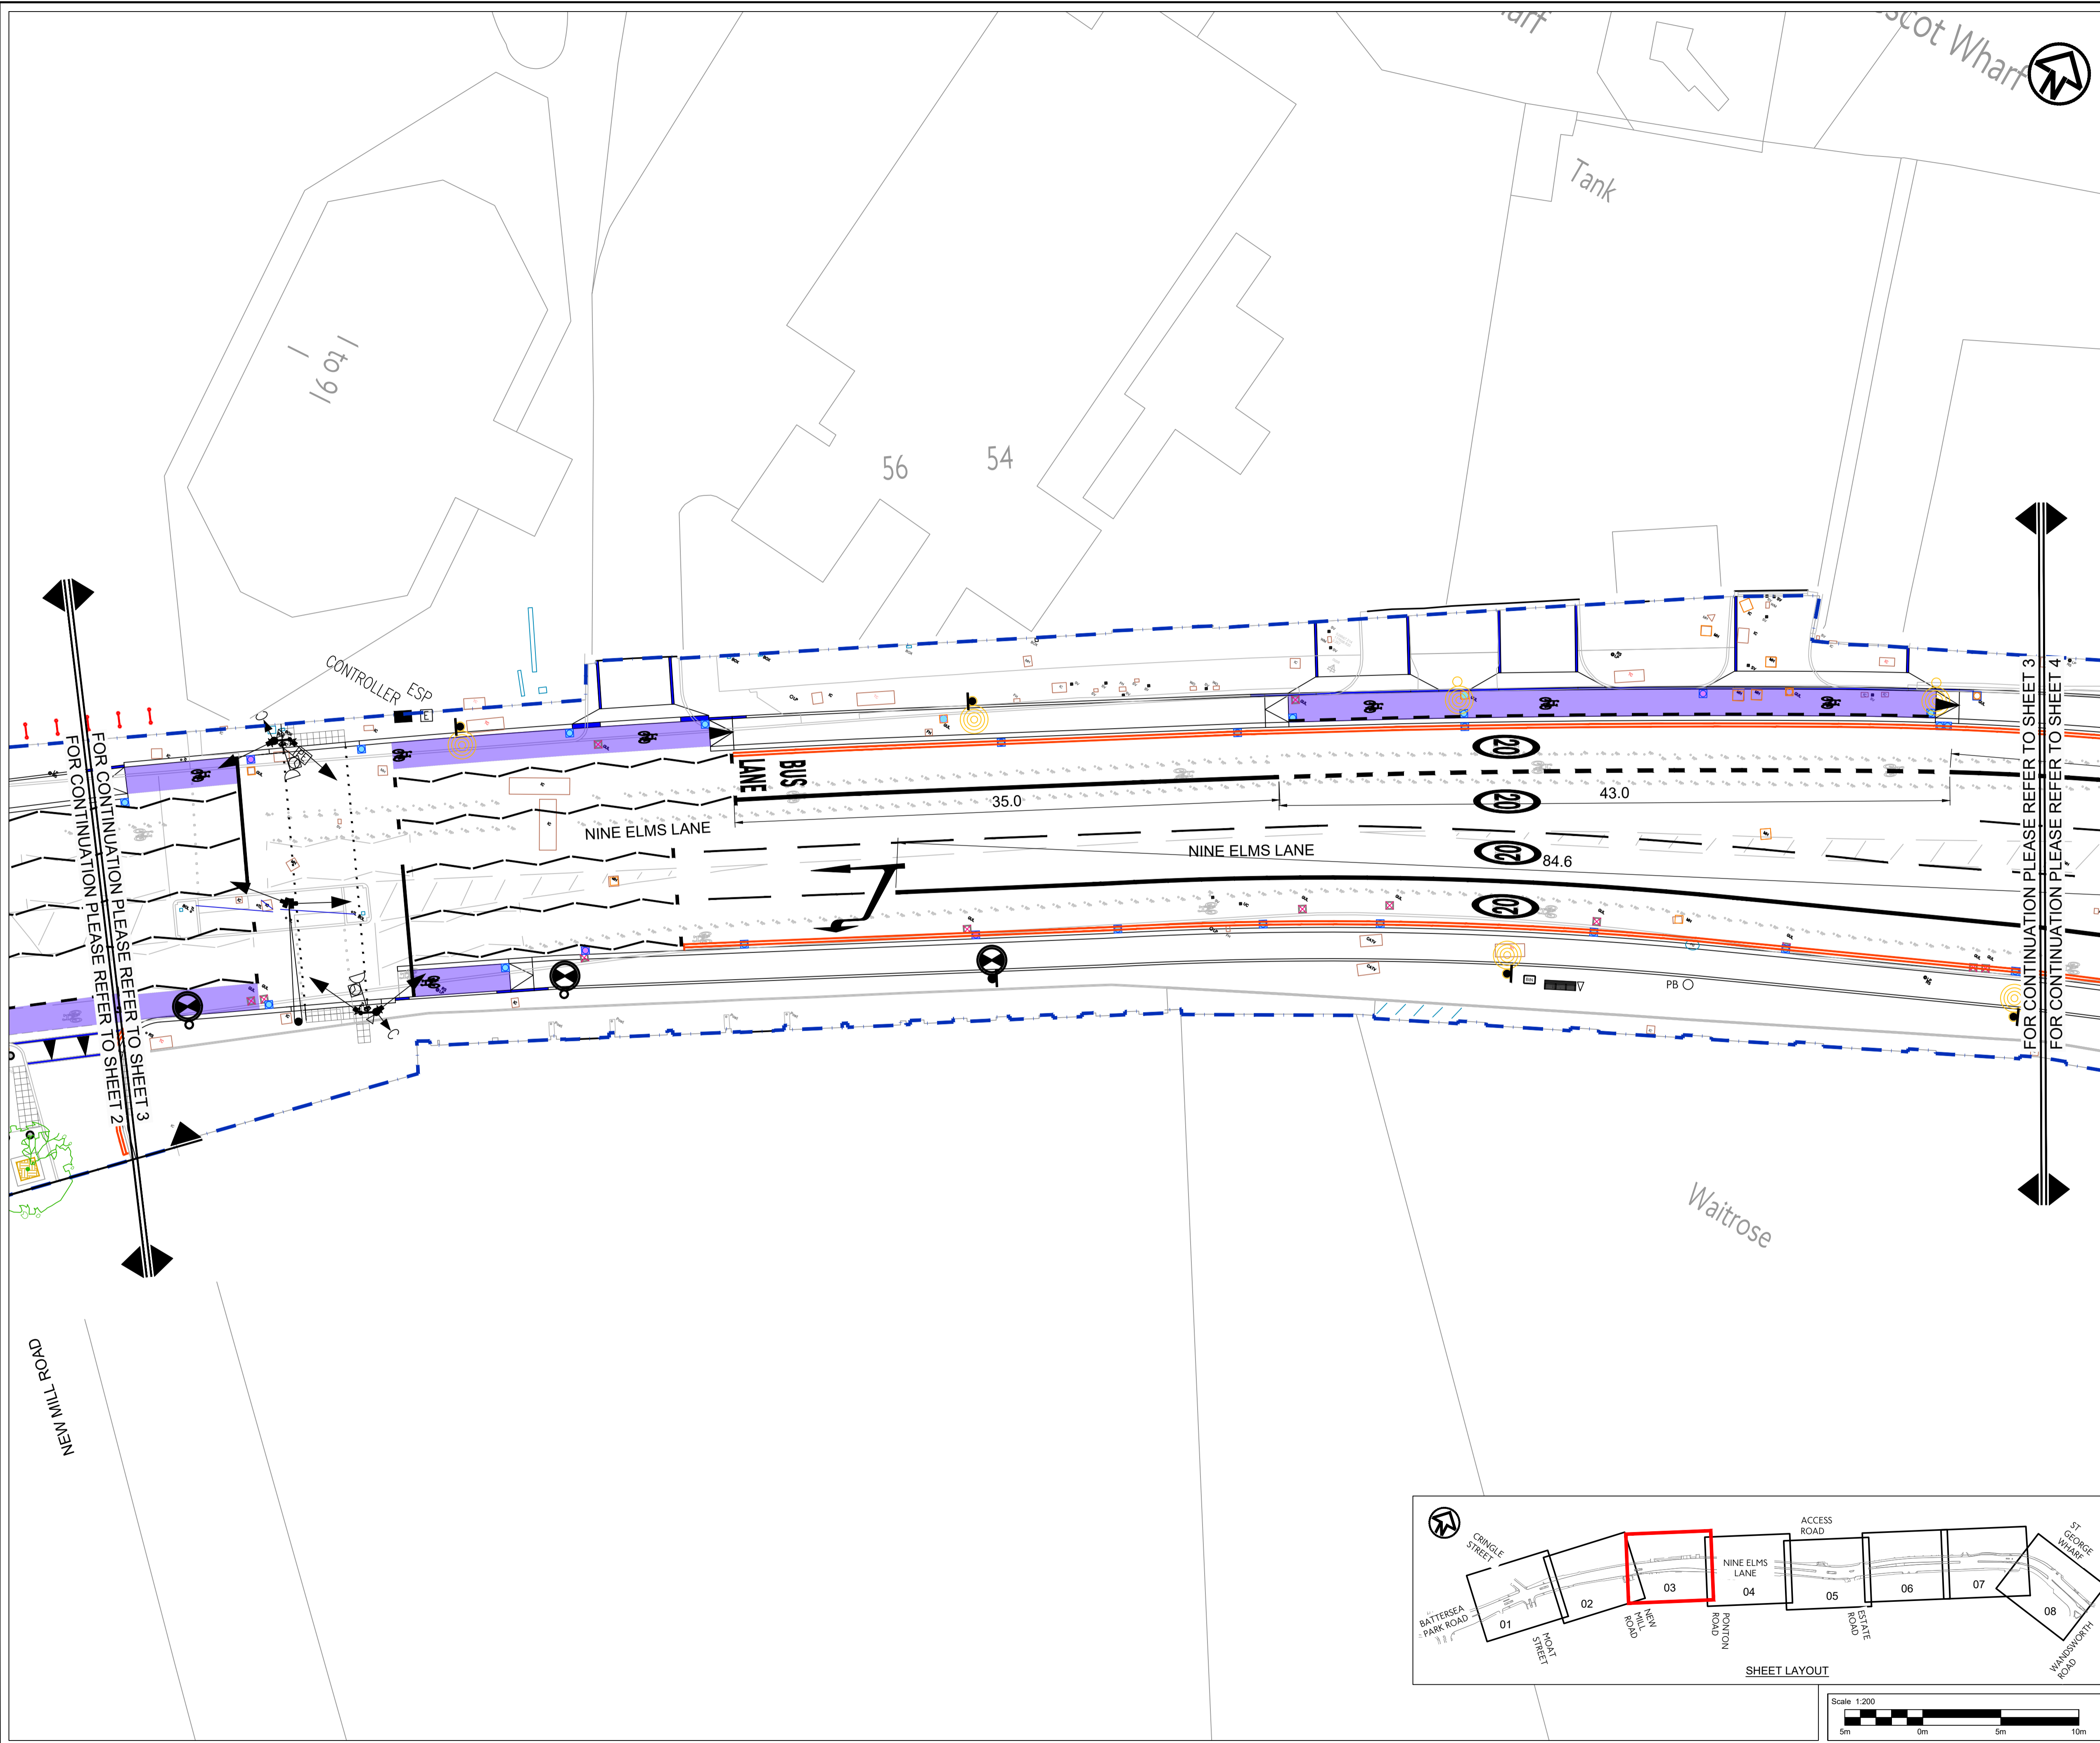 scot Wharf
N
Tank
1 to 91
56
54
CONTROLLER
ESP
E
FOR CONTINUATION PLEASE REFER TO SHEET 3
FOR CONTINUATION PLEASE REFER TO SHEET 2
FOR CONTINUATION PLEASE REFER TO SHEET 3
FOR CONTINUATION PLEASE REFER TO SHEET 4
BUS
LANE
35.0
43.0
20
20
20
20
NINE ELMS LANE
NINE ELMS LANE
84.6
BIN
PB
Waitrose
NEW MILL ROAD
N
CRINGLE
STREET
BATTERSEA
PARK ROAD
01
MOAT
STREET
02
NEW
MILL
ROAD
03
NINE ELMS
LANE
04
PONTON
ROAD
ACCESS
ROAD
05
ESTATE
ROAD
06
07
ST
GEORGE
WHARF
08
WANDSWORTH
ROAD
SHEET LAYOUT
Scale 1:200
5m
0m
5m
10m